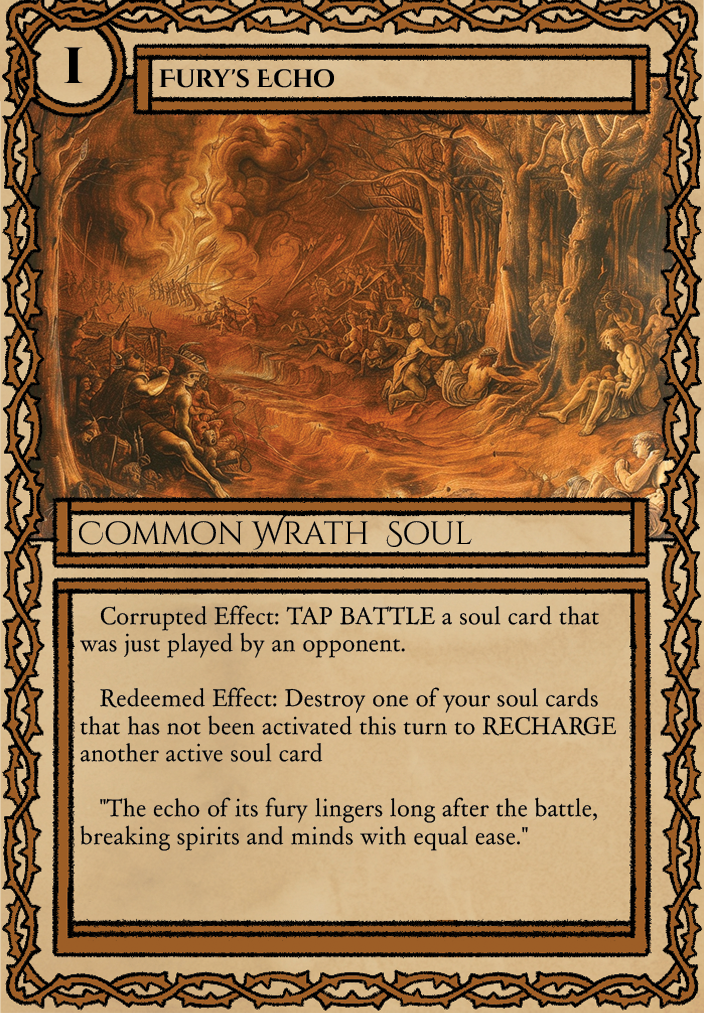 I
Fury's Echo
Common Wrath Soul
Corrupted Effect: TAP BATTLE a soul card that
was just played by an opponent.
Redeemed Effect: Destroy one of your soul cards
that has not been activated this turn to RECHARGE
another active soul card
"The echo of its fury lingers long after the battle,
breaking spirits and minds with equal ease."